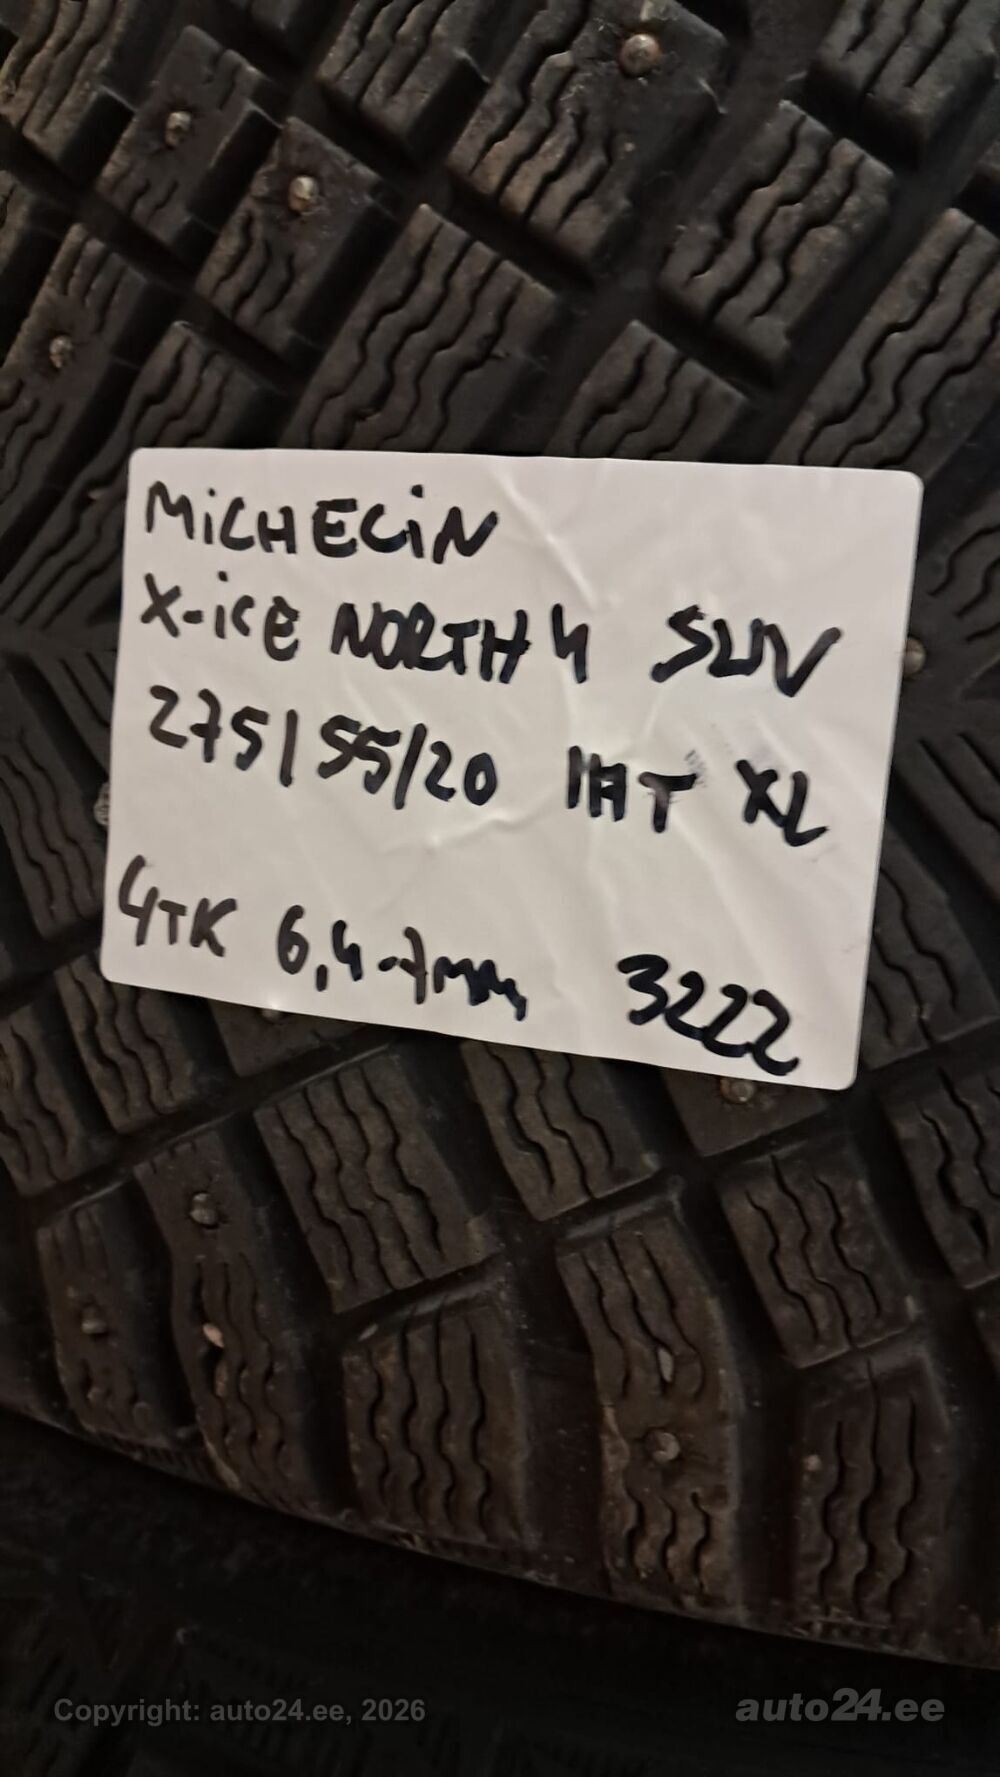 MiCHELiN
X-iCE NORTH 4 SUV
275/55/20 117T XL
4TK 6,4-7mm 3222
Copyright: auto24.ee, 2026
auto24.ee